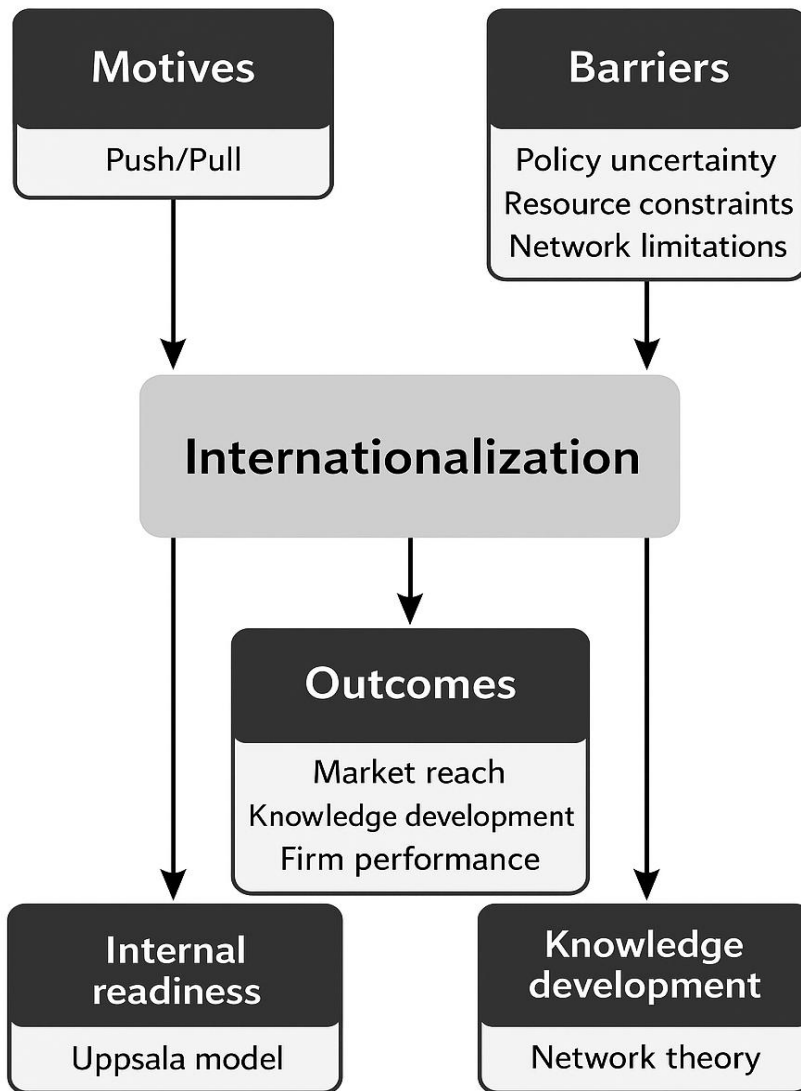 Motives
Push/Pull
Barriers
Policy uncertainty
Resource constraints
Network limitations
Internationalization
Outcomes
Market reach
Knowledge development
Firm performance
Internal
readiness
Uppsala model
Knowledge
development
Network theory